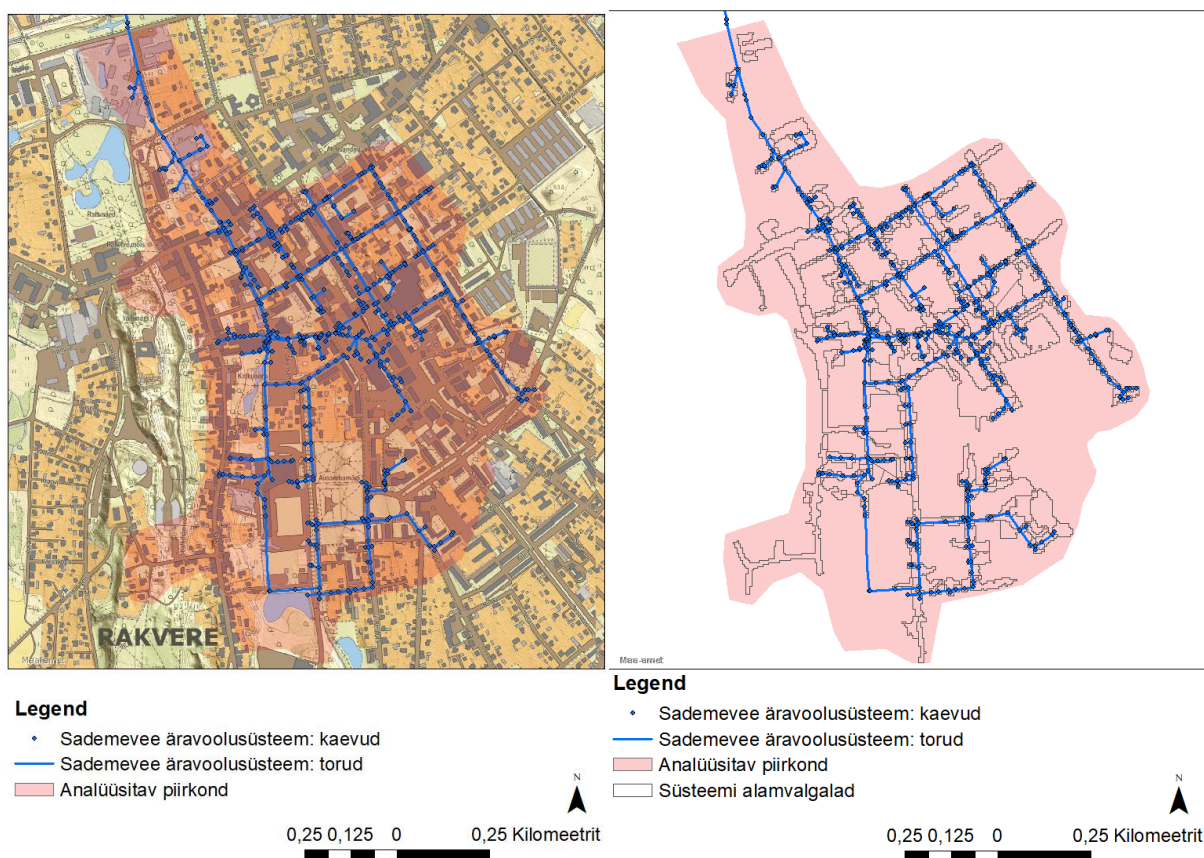 RAKVERE
Maa-amet
Legend
Sademevee äravoolusüsteem: kaevud
Sademevee äravoolusüsteem: torud
Analüüsitav piirkond
N
0,25 0,125 0 0,25 Kilomeetrit
Maa-amet
Legend
Sademevee äravoolusüsteem: kaevud
Sademevee äravoolusüsteem: torud
Analüüsitav piirkond
Süsteemi alamvalgalad
N
0,25 0,125 0 0,25 Kilomeetrit